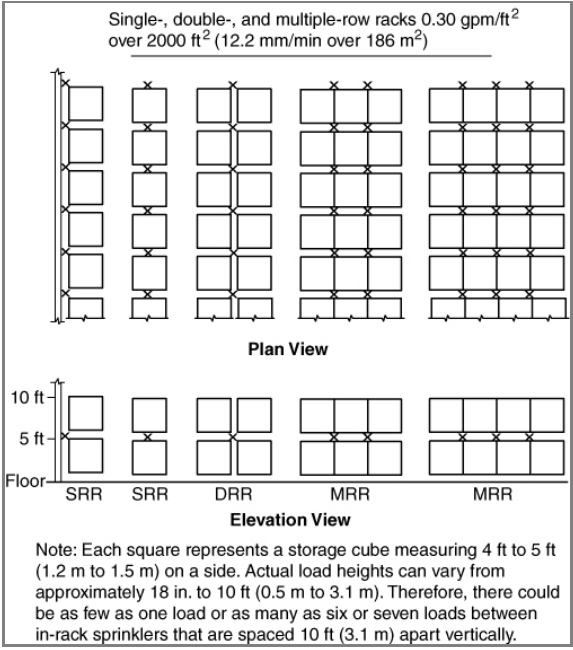 Single-, double-, and multiple-row racks 0.30 gpm/ft²
over 2000 ft² (12.2 mm/min over 186 m²)
Plan View
10 ft
5 ft
Floor
SRR SRR DRR MRR MRR
Elevation View
Note: Each square represents a storage cube measuring 4 ft to 5 ft
(1.2 m to 1.5 m) on a side. Actual load heights can vary from
approximately 18 in. to 10 ft (0.5 m to 3.1 m). Therefore, there could
be as few as one load or as many as six or seven loads between
in-rack sprinklers that are spaced 10 ft (3.1 m) apart vertically.